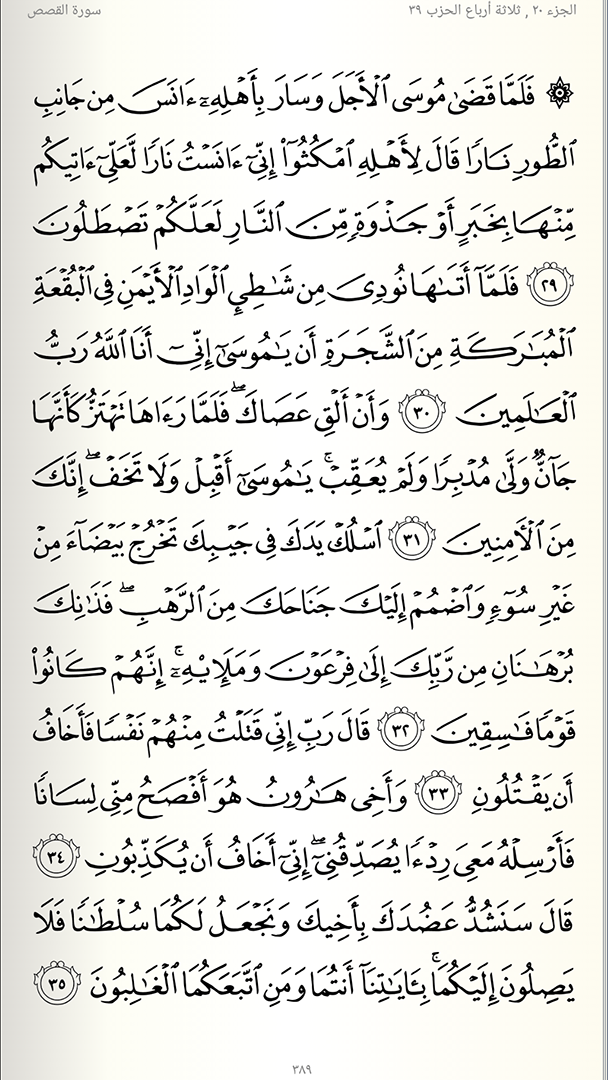 الجزء ٢٠ , ثلاثة أرباع الحزب ٣٩
سورة القصص
۞ فَلَمَّا قَضَىٰ مُوسَى ٱلْأَجَلَ وَسَارَ بِأَهْلِهِۦٓ ءَانَسَ مِن جَانِبِ
ٱلطُّورِ نَارًا قَالَ لِأَهْلِهِ ٱمْكُثُوٓا۟ إِنِّىٓ ءَانَسْتُ نَارًا لَّعَلِّىٓ ءَاتِيكُم
مِّنْهَا بِخَبَرٍ أَوْ جَذْوَةٍ مِّنَ ٱلنَّارِ لَعَلَّكُمْ تَصْطَلُونَ
٢٩ فَلَمَّآ أَتَىٰهَا نُودِىَ مِن شَـٰطِئِ ٱلْوَادِ ٱلْأَيْمَنِ فِى ٱلْبُقْعَةِ
ٱلْمُبَـٰرَكَةِ مِنَ ٱلشَّجَرَةِ أَن يَـٰمُوسَىٰٓ إِنِّىٓ أَنَا ٱللَّهُ رَبُّ
ٱلْعَـٰلَمِينَ ٣٠ وَأَنْ أَلْقِ عَصَاكَ ۖ فَلَمَّا رَءَاهَا تَهْتَزُّ كَأَنَّهَا
جَآنٌّ وَلَّىٰ مُدْبِرًا وَلَمْ يُعَقِّبْ ۚ يَـٰمُوسَىٰٓ أَقْبِلْ وَلَا تَخَفْ ۖ إِنَّكَ
مِنَ ٱلْـَٔامِنِينَ ٣١ ٱسْلُكْ يَدَكَ فِى جَيْبِكَ تَخْرُجْ بَيْضَآءَ مِنْ
غَيْرِ سُوٓءٍ وَٱضْمُمْ إِلَيْكَ جَنَاحَكَ مِنَ ٱلرَّهْبِ ۖ فَذَٰنِكَ
بُرْهَـٰنَانِ مِن رَّبِّكَ إِلَىٰ فِرْعَوْنَ وَمَلَإِي۟هِۦٓ ۚ إِنَّهُمْ كَانُوا۟
قَوْمًا فَـٰسِقِينَ ٣٢ قَالَ رَبِّ إِنِّى قَتَلْتُ مِنْهُمْ نَفْسًا فَأَخَافُ
أَن يَقْتُلُونِ ٣٣ وَأَخِى هَـٰرُونُ هُوَ أَفْصَحُ مِنِّى لِسَانًا
فَأَرْسِلْهُ مَعِىَ رِدْءًا يُصَدِّقُنِىٓ ۖ إِنِّىٓ أَخَافُ أَن يُكَذِّبُونِ ٣٤
قَالَ سَنَشُدُّ عَضُدَكَ بِأَخِيكَ وَنَجْعَلُ لَكُمَا سُلْطَـٰنًا فَلَا
يَصِلُونَ إِلَيْكُمَا ۚ بِـَٔايَـٰتِنَآ أَنتُمَا وَمَنِ ٱتَّبَعَكُمَا ٱلْغَـٰلِبُونَ ٣٥
٣٨٩